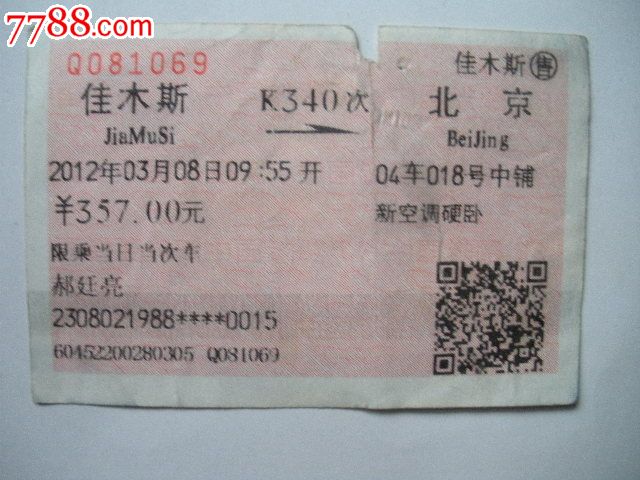 7788.com
Q081069
佳木斯售
佳木斯 K340次 北京
JiaMuSi BeiJing
2012年03月08日09:55开 04车018号中铺
¥357.00元 新空调硬卧
限乘当日当次车
郝廷亮
2308021988****0015
60452200280305 Q081069